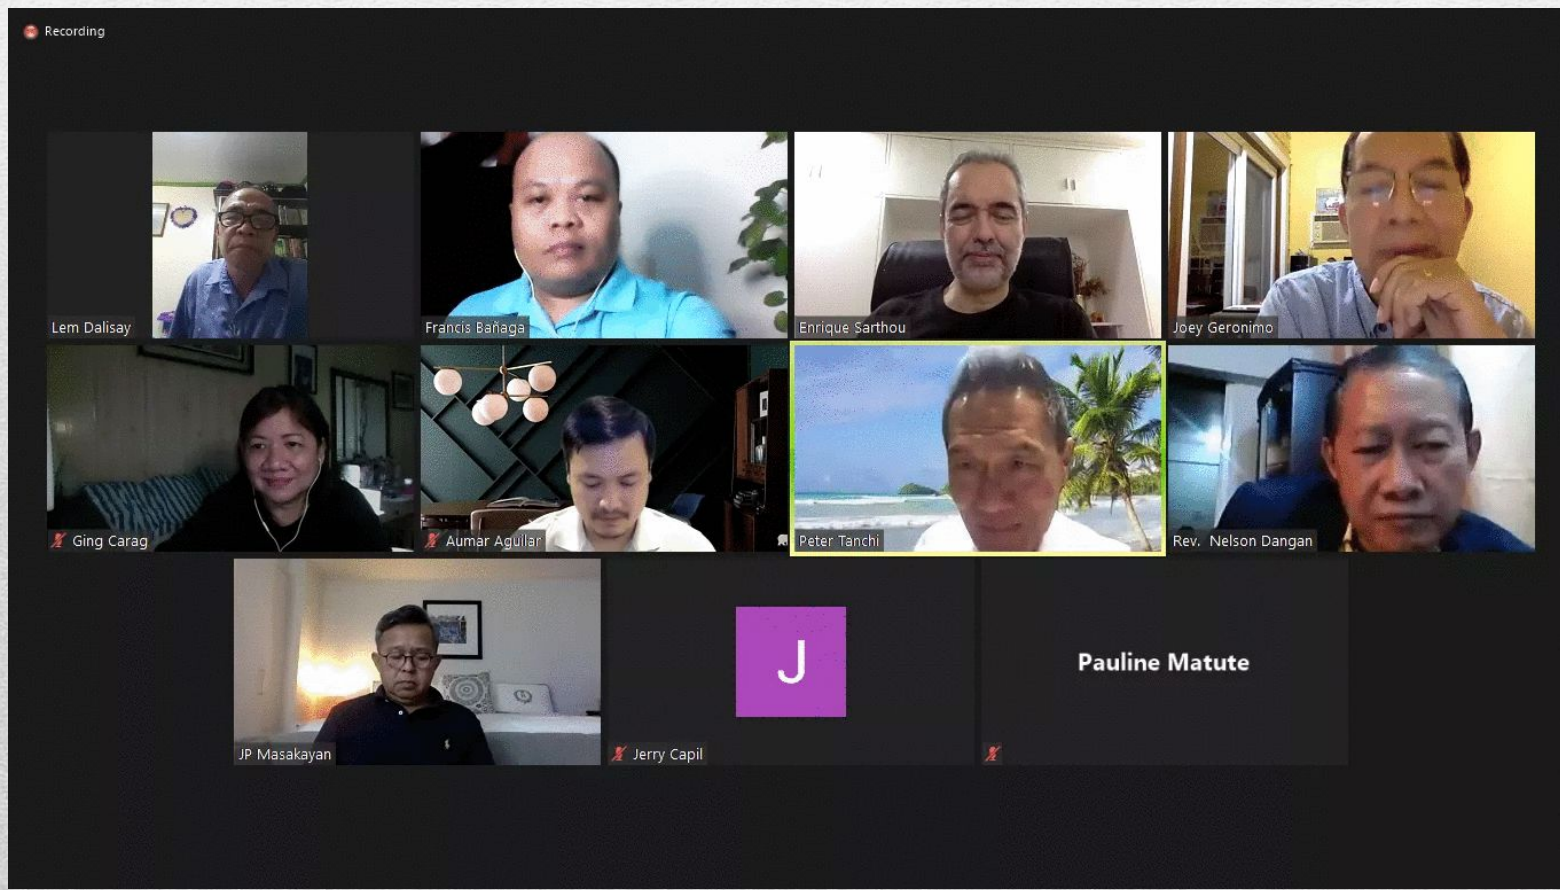 Recording
Lem Dalisay
Francis Bañaga
Enrique Sarthou
Joey Geronimo
Ging Carag
Aumar Aguilar
Peter Tanchi
Rev. Nelson Dangan
JP Masakayan
J
Jerry Capil
Pauline Matute